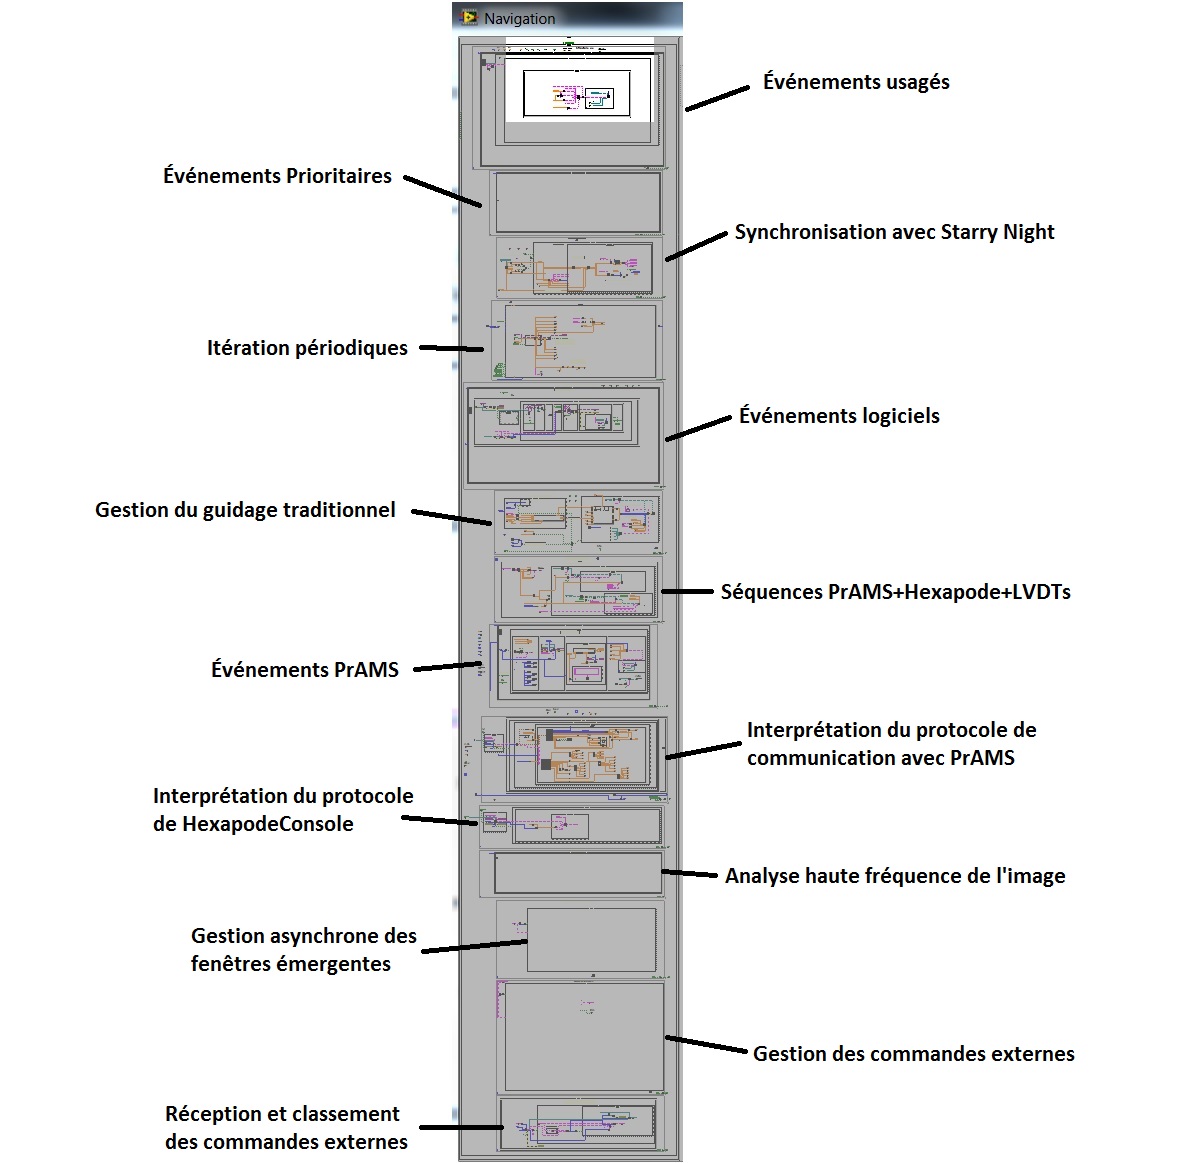 Navigation
Événements usagés
Événements Prioritaires
Synchronisation avec Starry Night
Itération périodiques
Événements logiciels
Gestion du guidage traditionnel
Séquences PrAMS+Hexapode+LVDTs
Événements PrAMS
Interprétation du protocole de
communication avec PrAMS
Interprétation du protocole
de HexapodeConsole
Analyse haute fréquence de l'image
Gestion asynchrone des
fenêtres émergentes
Gestion des commandes externes
Réception et classement
des commandes externes